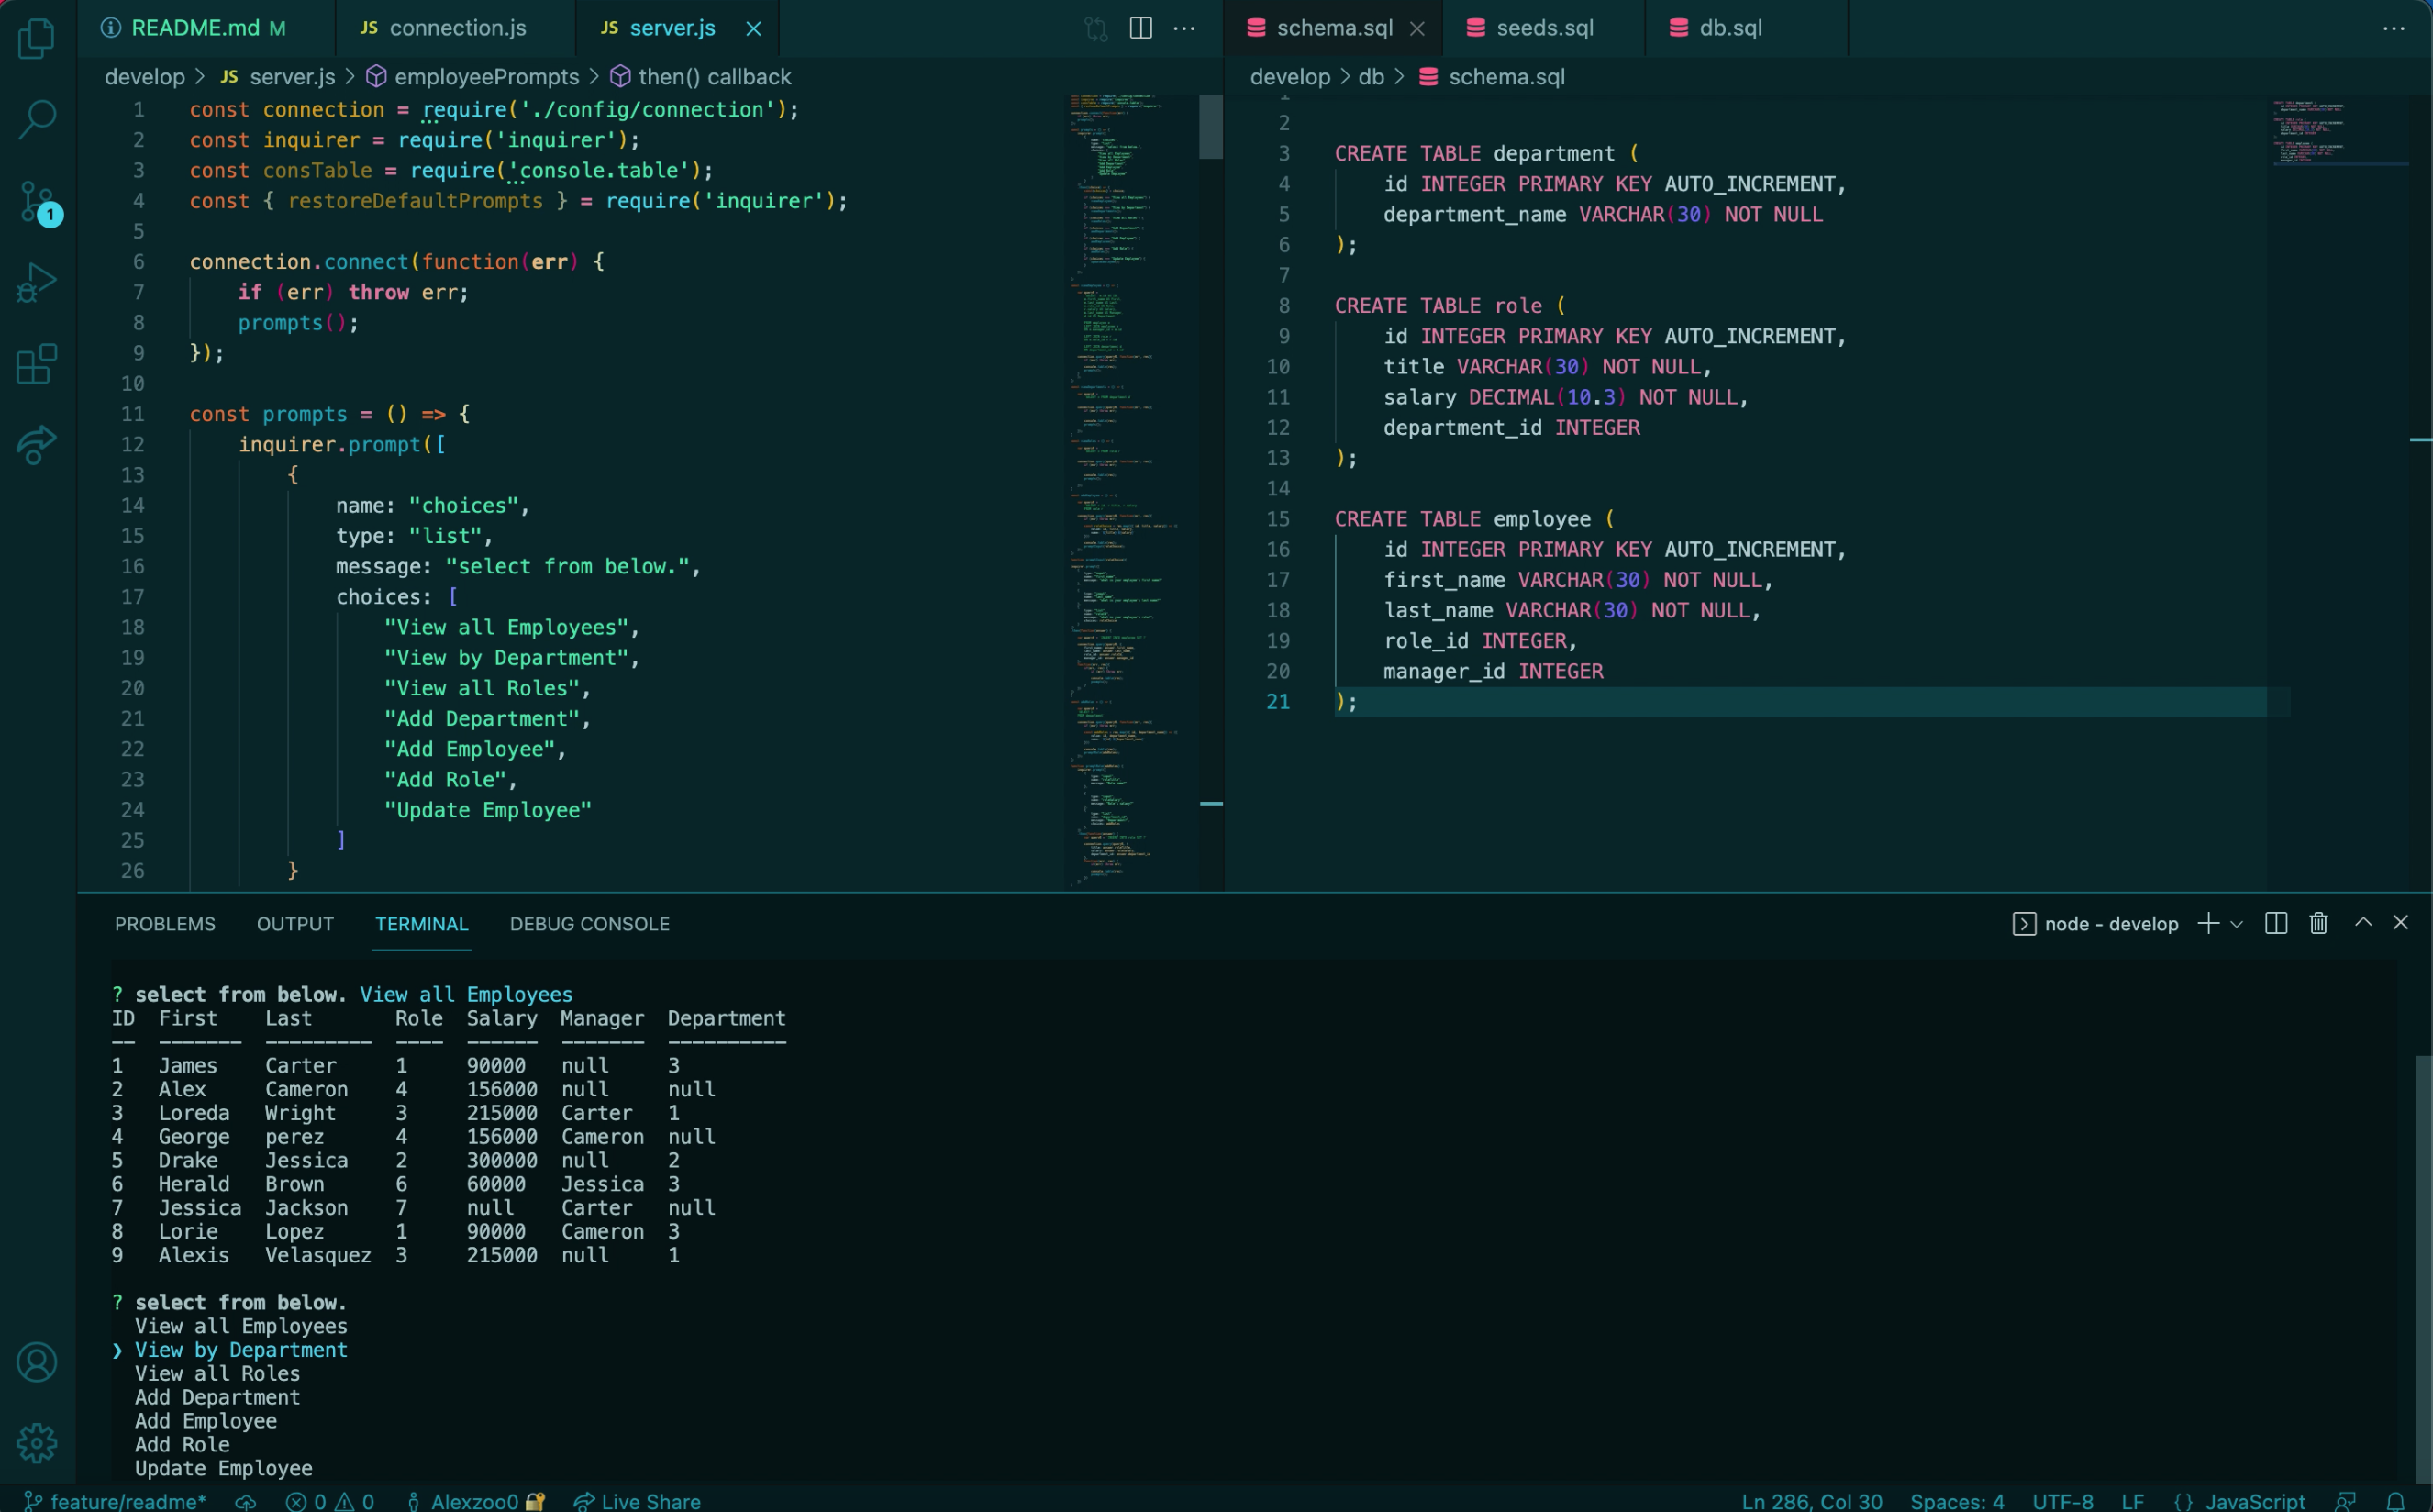 README.md M
JS connection.js
JS server.js
schema.sql
seeds.sql
db.sql
develop > JS server.js > employeePrompts > then() callback
1 const connection = require('./config/connection');
2 const inquirer = require('inquirer');
3 const consTable = require('console.table');
4 const { restoreDefaultPrompts } = require('inquirer');
5
6 connection.connect(function(err) {
7 if (err) throw err;
8 prompts();
9 });
10
11 const prompts = () => {
12 inquirer.prompt([
13 {
14 name: "choices",
15 type: "list",
16 message: "select from below.",
17 choices: [
18 "View all Employees",
19 "View by Department",
20 "View all Roles",
21 "Add Department",
22 "Add Employee",
23 "Add Role",
24 "Update Employee"
25 ]
26 }
develop > db > schema.sql
1
2
3 CREATE TABLE department (
4 id INTEGER PRIMARY KEY AUTO_INCREMENT,
5 department_name VARCHAR(30) NOT NULL
6 );
7
8 CREATE TABLE role (
9 id INTEGER PRIMARY KEY AUTO_INCREMENT,
10 title VARCHAR(30) NOT NULL,
11 salary DECIMAL(10.3) NOT NULL,
12 department_id INTEGER
13 );
14
15 CREATE TABLE employee (
16 id INTEGER PRIMARY KEY AUTO_INCREMENT,
17 first_name VARCHAR(30) NOT NULL,
18 last_name VARCHAR(30) NOT NULL,
19 role_id INTEGER,
20 manager_id INTEGER
21 );
1
PROBLEMS OUTPUT TERMINAL DEBUG CONSOLE
node - develop
? select from below. View all Employees
ID First Last Role Salary Manager Department
-- ------- --------- ---- ------ ------- ----------
1 James Carter 1 90000 null 3
2 Alex Cameron 4 156000 null null
3 Loreda Wright 3 215000 Carter 1
4 George perez 4 156000 Cameron null
5 Drake Jessica 2 300000 null 2
6 Herald Brown 6 60000 Jessica 3
7 Jessica Jackson 7 null Carter null
8 Lorie Lopez 1 90000 Cameron 3
9 Alexis Velasquez 3 215000 null 1
? select from below.
View all Employees
❯ View by Department
View all Roles
Add Department
Add Employee
Add Role
Update Employee
feature/readme* 0 0 Alexzoo0 Live Share
Ln 286, Col 30 Spaces: 4 UTF-8 LF {} JavaScript